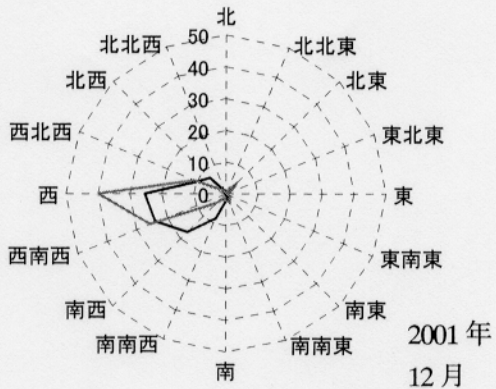 北
北北西
北北東
北西
北東
西北西
東北東
西
東
西南西
東南東
南西
南東
南南西
南南東
南
50
40
30
20
10
0
2001年
12月